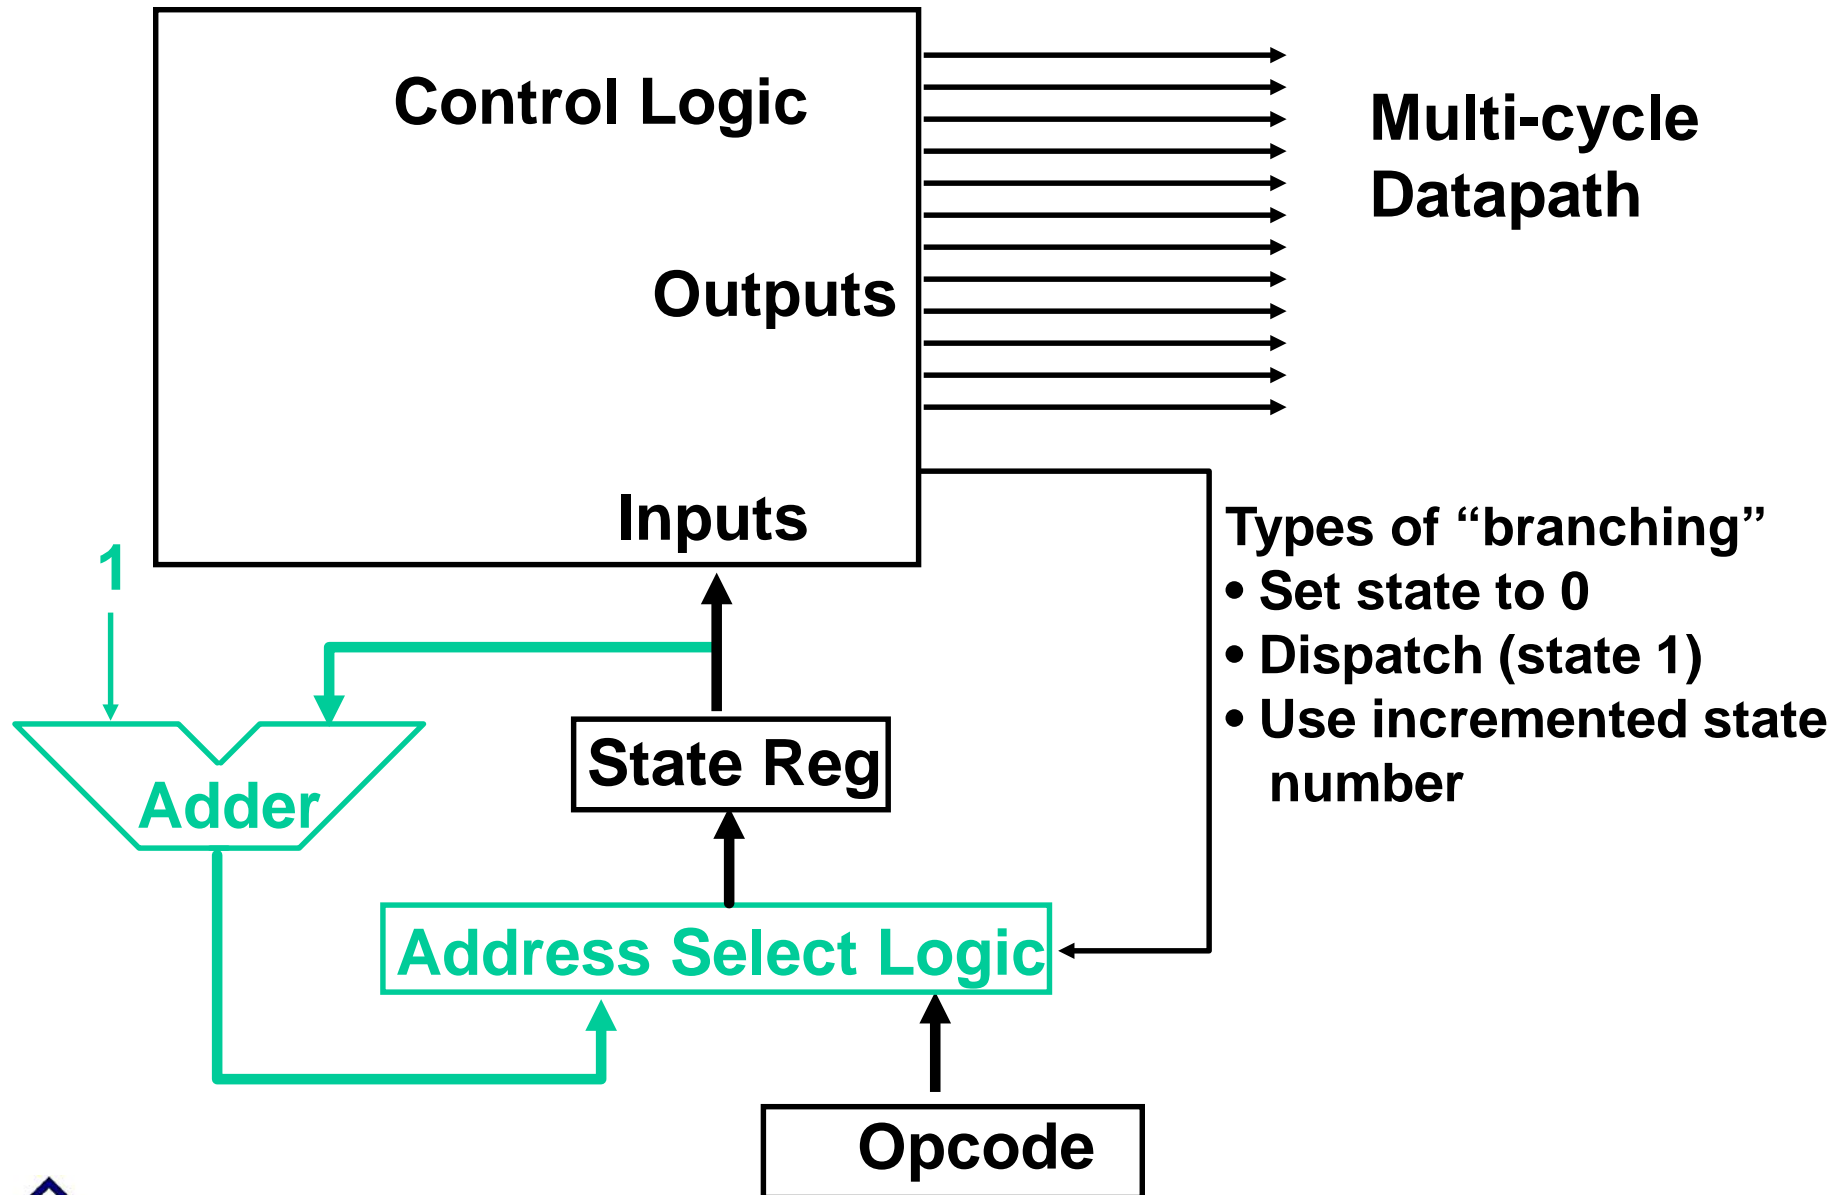 Control Logic
Multi-cycle
Datapath
Outputs
Inputs
Types of “branching”
• Set state to 0
• Dispatch (state 1)
• Use incremented state
number
1
State Reg
Adder
Address Select Logic
Opcode